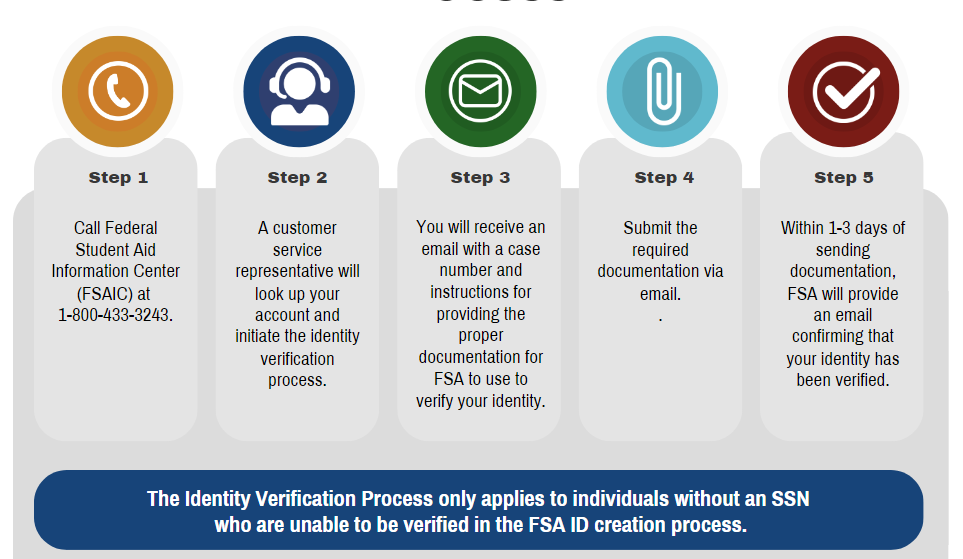 Step 1
Call Federal
Student Aid
Information Center
(FSAIC) at
1-800-433-3243.
Step 2
A customer
service
representative will
look up your
account and
initiate the identity
verification
process.
Step 3
You will receive an
email with a case
number and
instructions for
providing the
proper
documentation for
FSA to use to
verify your identity.
Step 4
Submit the
required
documentation via
email.
.
Step 5
Within 1-3 days of
sending
documentation,
FSA will provide
an email
confirming that
your identity has
been verified.
The Identity Verification Process only applies to individuals without an SSN
who are unable to be verified in the FSA ID creation process.